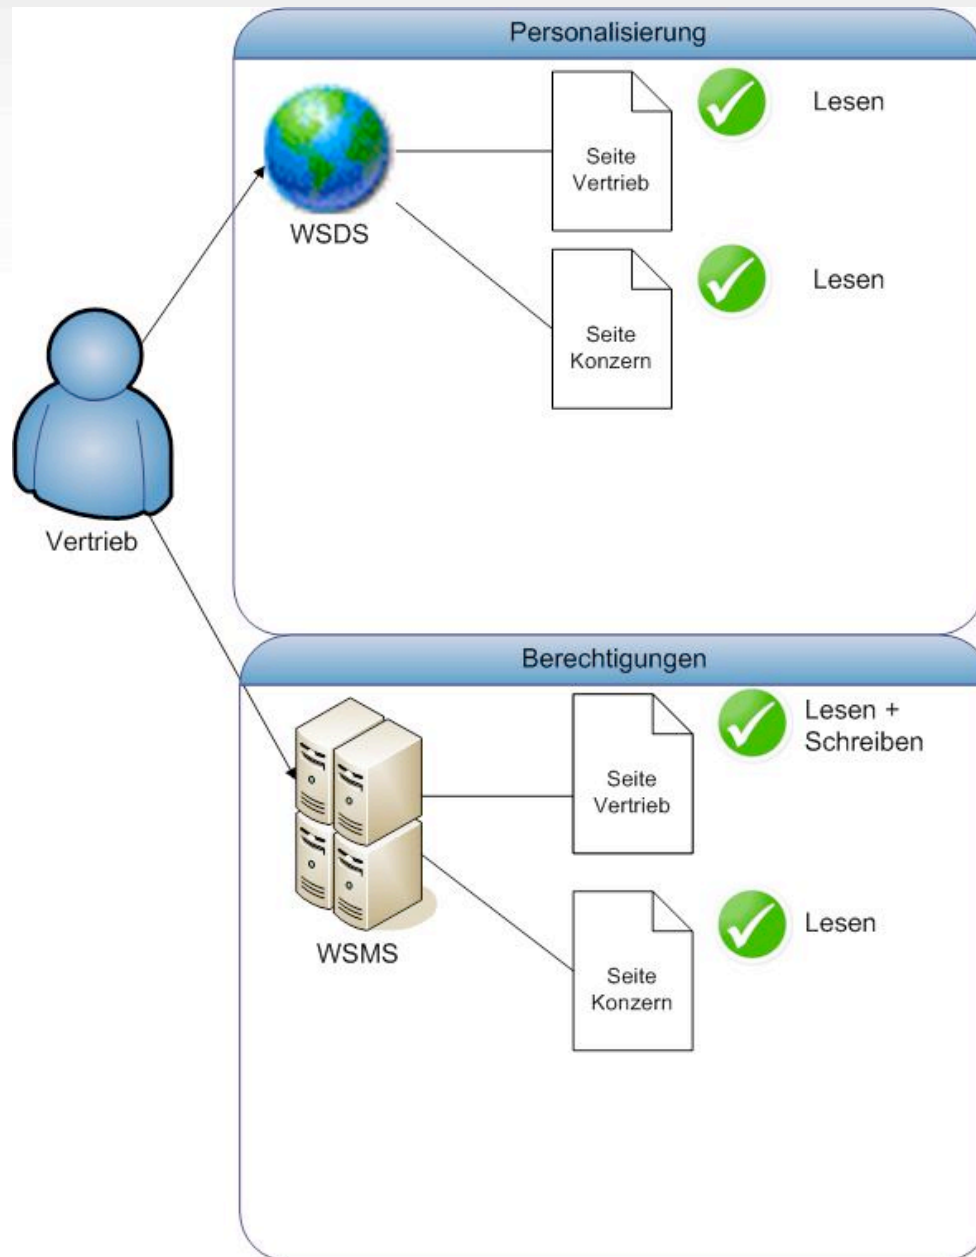 Personalisierung
Lesen
Seite
Vertrieb
WSDS
Lesen
Seite
Konzern
Vertrieb
Berechtigungen
Lesen +
Schreiben
Seite
Vertrieb
Lesen
WSMS
Seite
Konzern